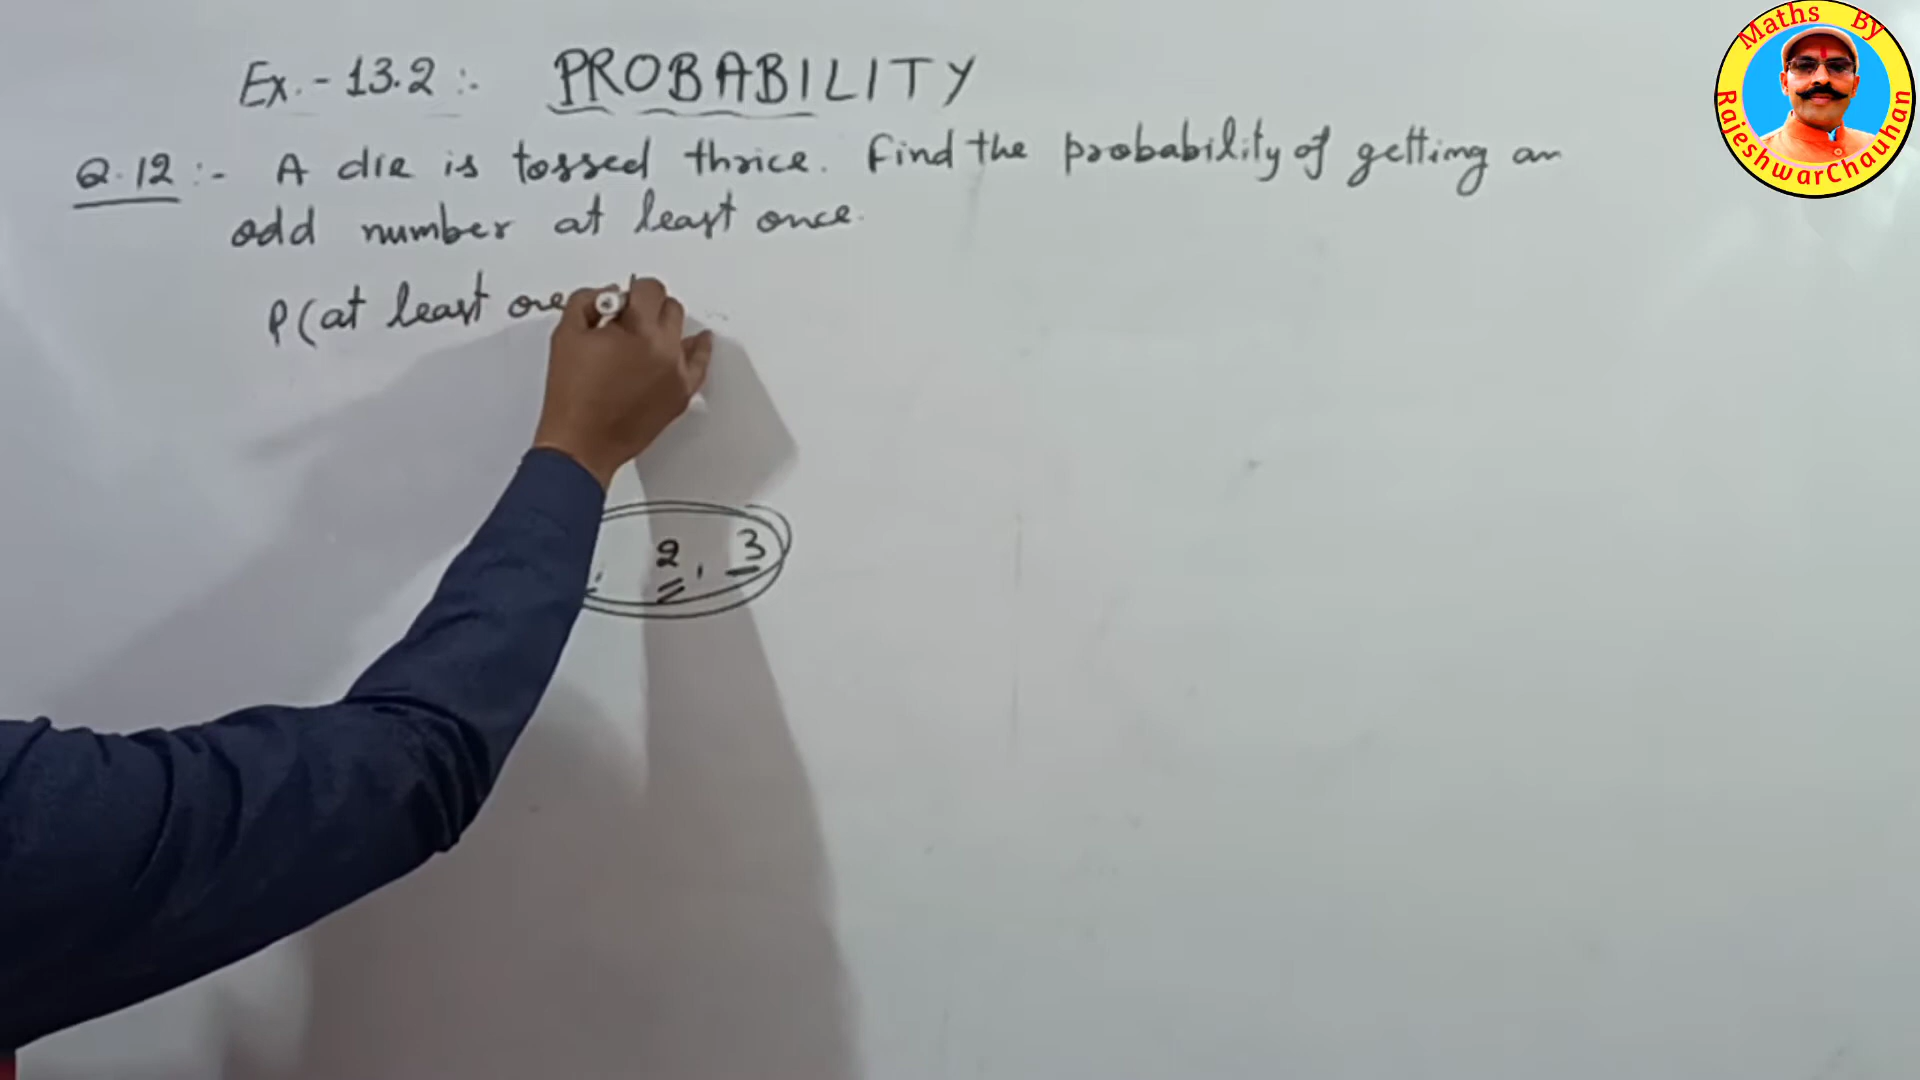 Ex.- 13.2 :- PROBABILITY
Q.12 :- A die is tossed thrice. Find the probability of getting an
odd number at least once.
P(at least one
2, 3
Maths By
RajeshwarChauhan